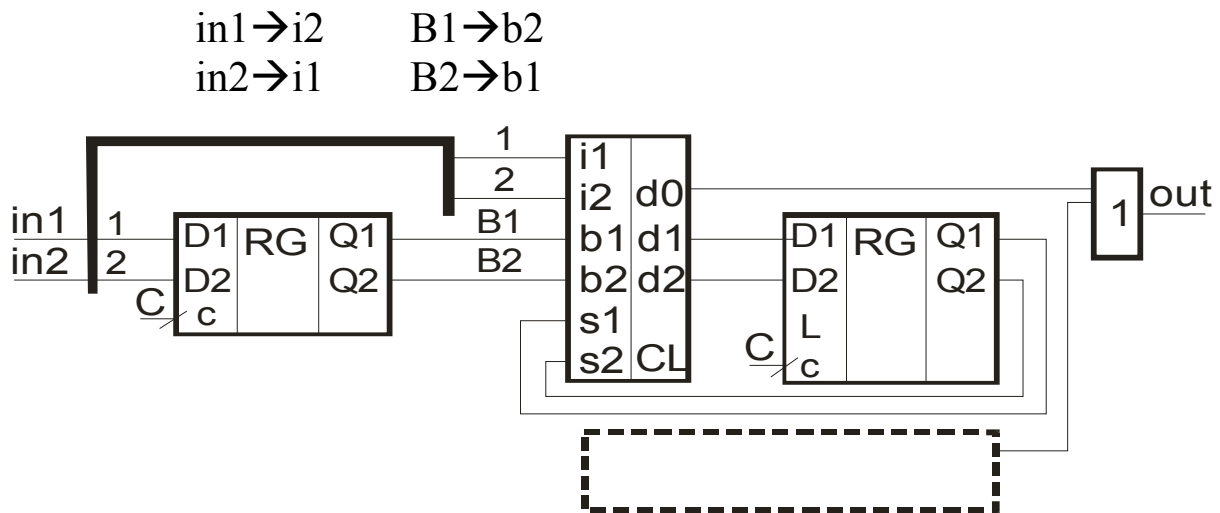 in1→i2 B1→b2
in2→i1 B2→b1
1
2
B1
B2
in1
in2
1
2
D1 RG Q1
D2 Q2
C c
i1
i2 d0
b1 d1
b2 d2
s1
s2 CL
D1 RG Q1
D2 Q2
L
C c
1
out